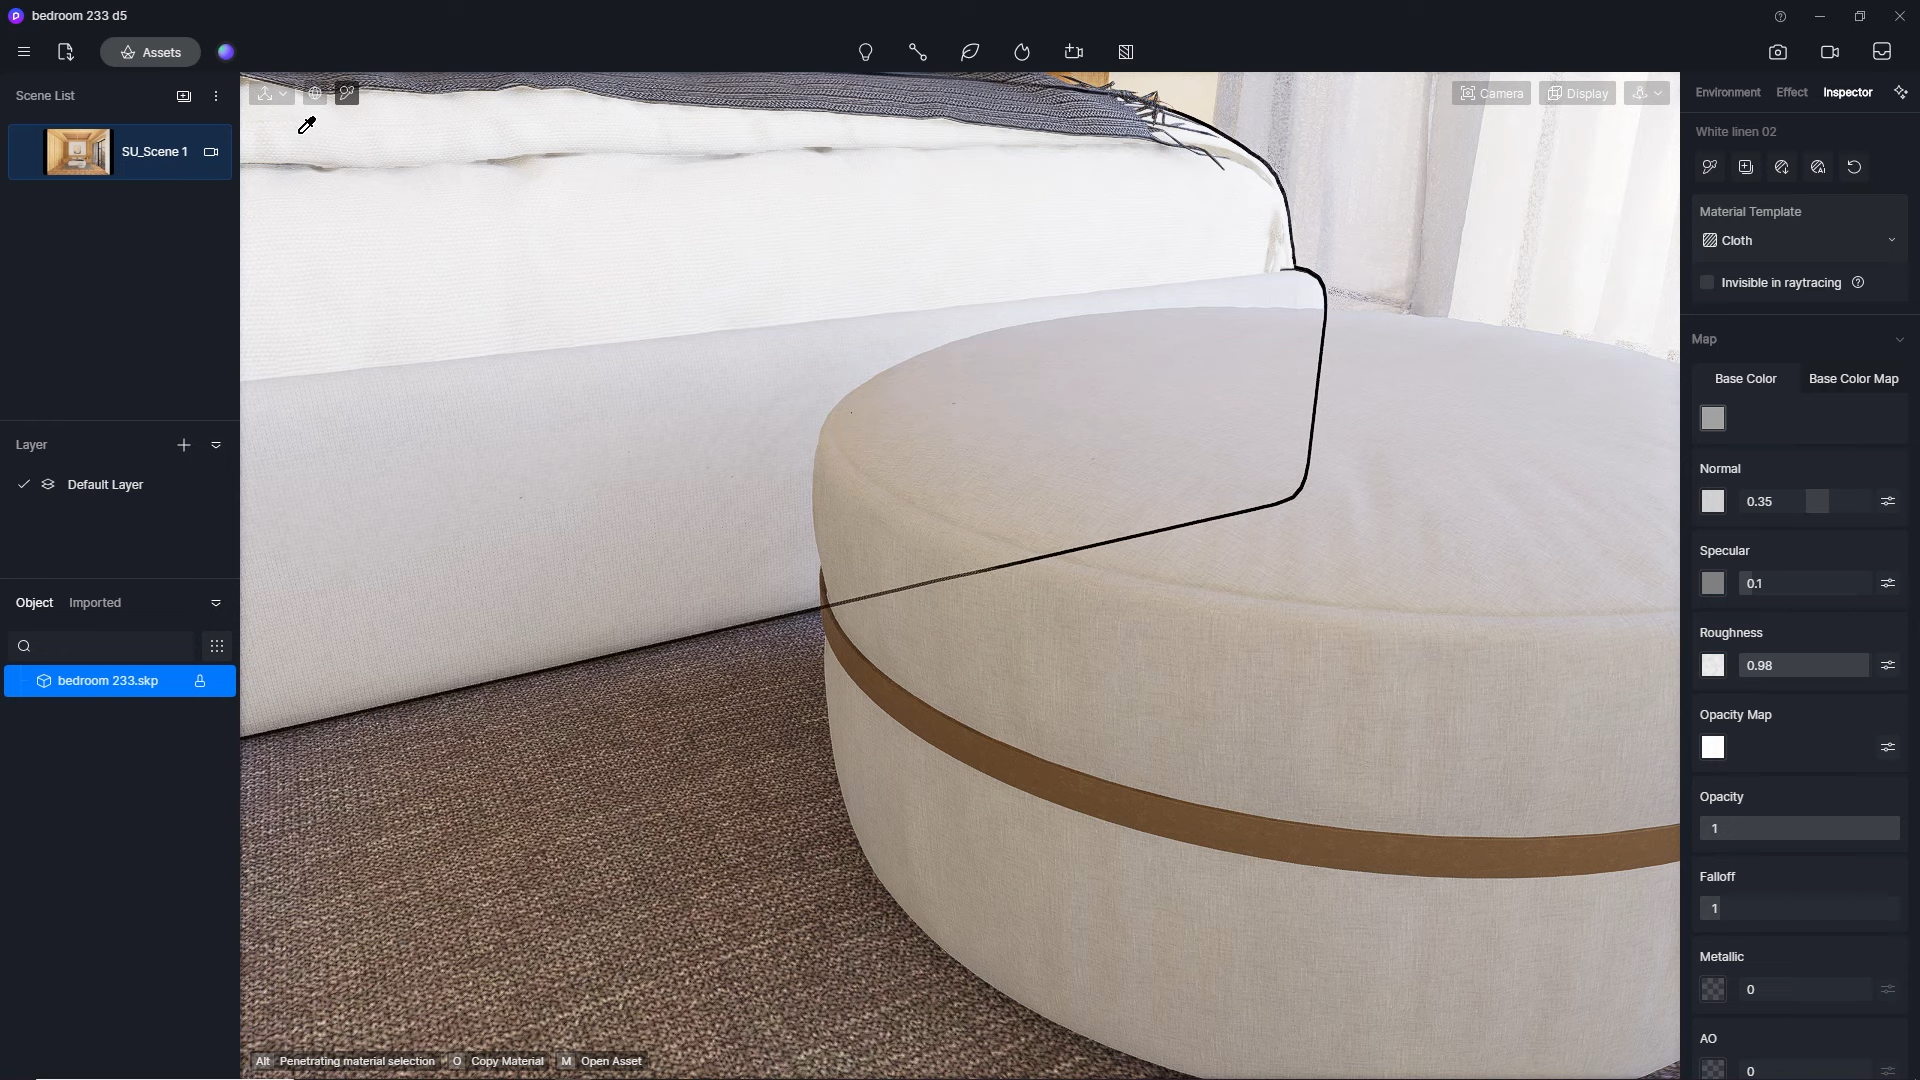 bedroom 233 d5
Assets
Scene List
SU_Scene 1
Camera
Display
Environment
Effect
Inspector
White linen 02
Material Template
Cloth
Invisible in raytracing
Map
Base Color
Base Color Map
Layer
Default Layer
Normal
0.35
Specular
0.1
Object
Imported
Roughness
0.98
bedroom 233.skp
Opacity Map
Opacity
1
Falloff
1
Metallic
0
AO
0
Alt Penetrating material selection O Copy Material M Open Asset